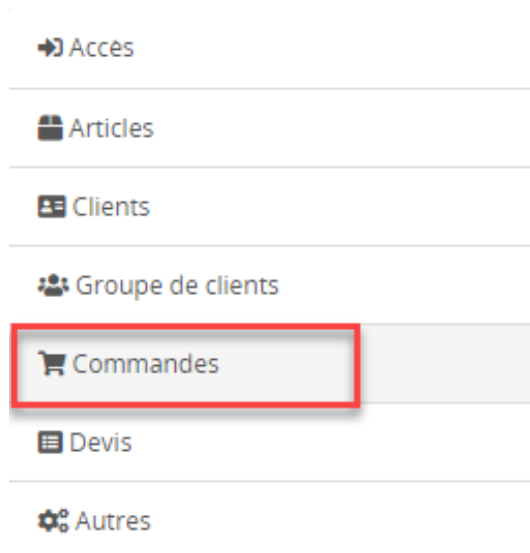 Accès
Articles
Clients
Groupe de clients
Commandes
Devis
Autres